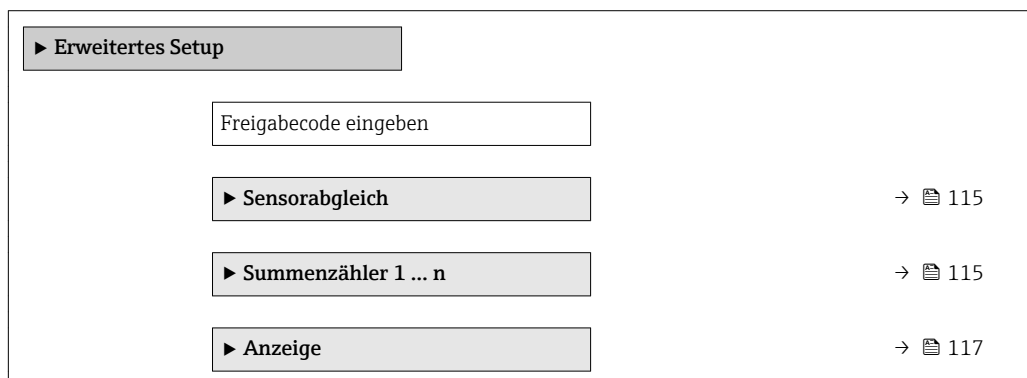 ▶ Erweitertes Setup
Freigabecode eingeben
▶ Sensorabgleich → 115
▶ Summenzähler 1 … n → 115
▶ Anzeige → 117